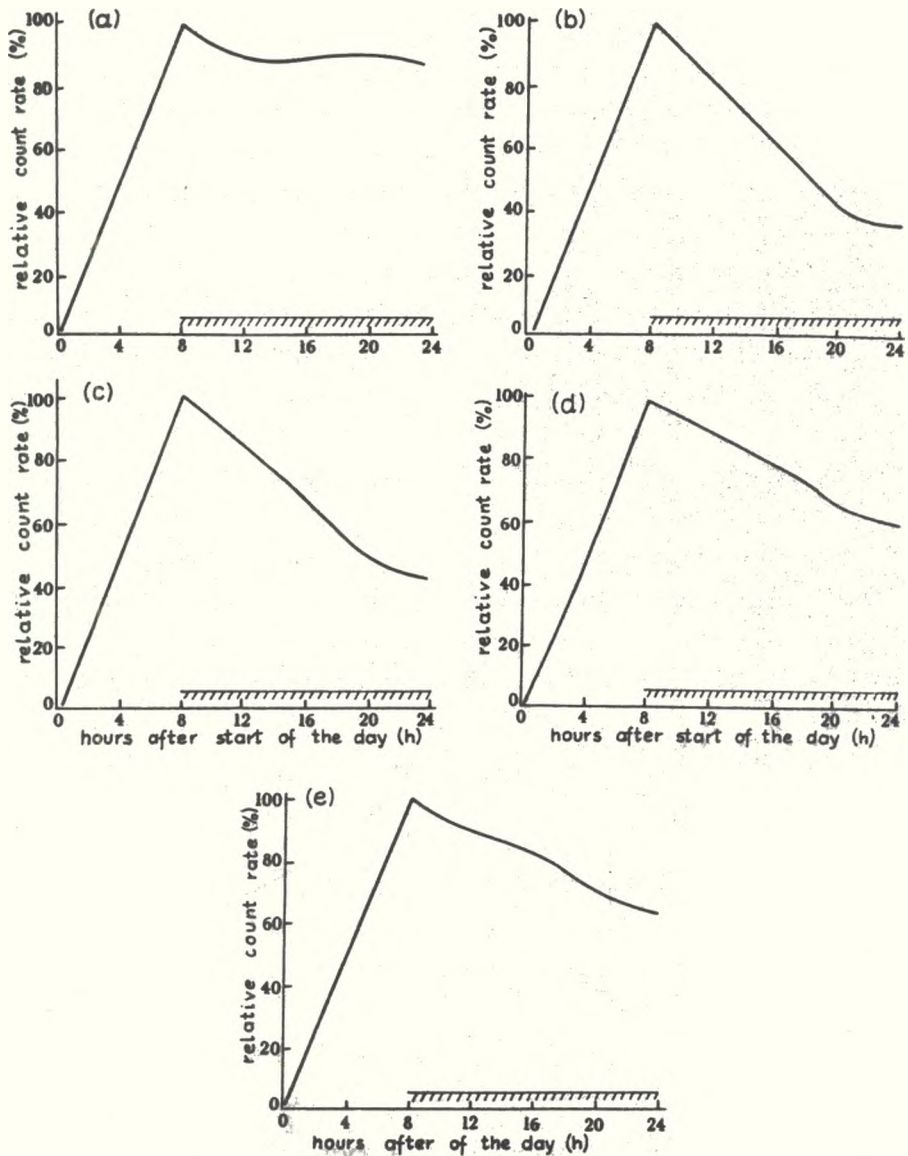 (a)
relative count rate (%)
100
80
60
40
20
0
0 4 8 12 16 20 24
(b)
relative count rate (%)
100
80
60
40
20
0
0 4 8 12 16 20 24
(c)
relative count rate (%)
100
80
60
40
20
0
0 4 8 12 16 20 24
hours after start of the day (h)
(d)
relative count rate (%)
100
80
60
40
20
0
0 4 8 12 16 20 24
hours after start of the day (h)
(e)
relative count rate (%)
100
80
60
40
20
0
0 4 8 12 16 20 24
hours after of the day (h)